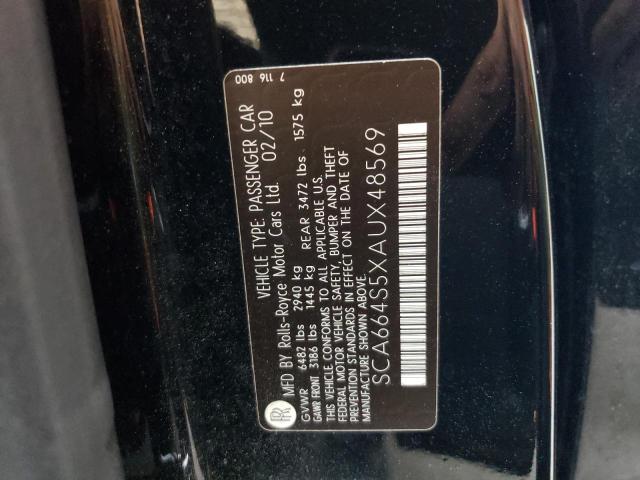 VEHICLE TYPE: PASSENGER CAR
MFD BY Rolls-Royce Motor Cars Ltd. 02/10
GVWR 6482 lbs 2940 kg
GAWR FRONT 3186 lbs 1445 kg REAR 3472 lbs. 1575 kg
THIS VEHICLE CONFORMS TO ALL APPLICABLE U.S.
FEDERAL MOTOR VEHICLE SAFETY, BUMPER AND THEFT
PREVENTION STANDARDS IN EFFECT ON THE DATE OF
MANUFACTURE SHOWN ABOVE.
SCA664S5XAUX48569
7 116 800
RR